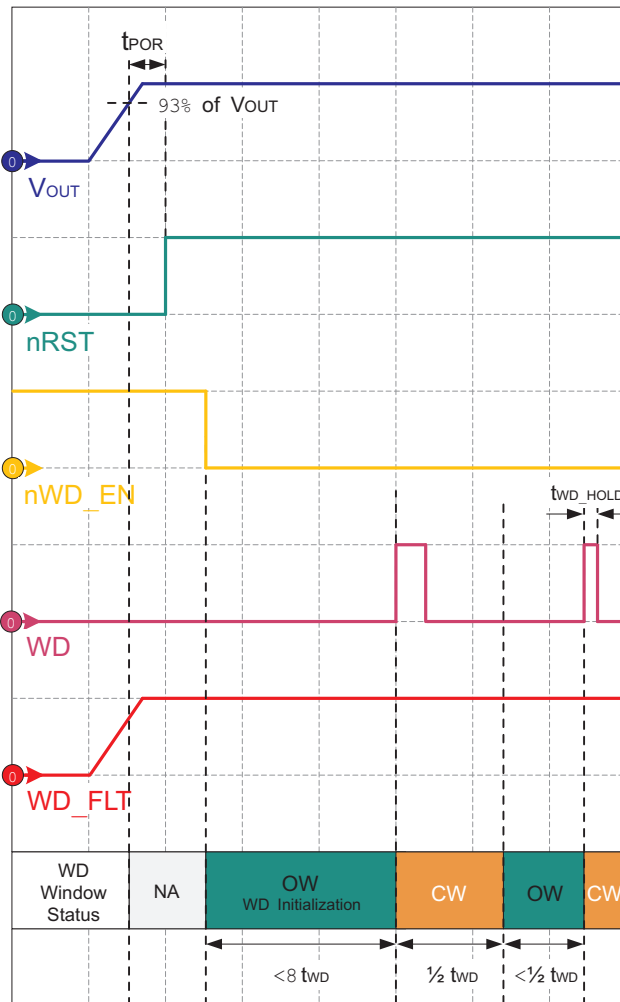 tPOR
93% of VOUT
0
VOUT
0
nRST
0
nWD_EN
tWD_HOLD
0
WD
0
WD_FLT
WD
Window
Status
NA
OW
WD Initialization
CW
OW
CW
<8 tWD
½ tWD
<½ tWD